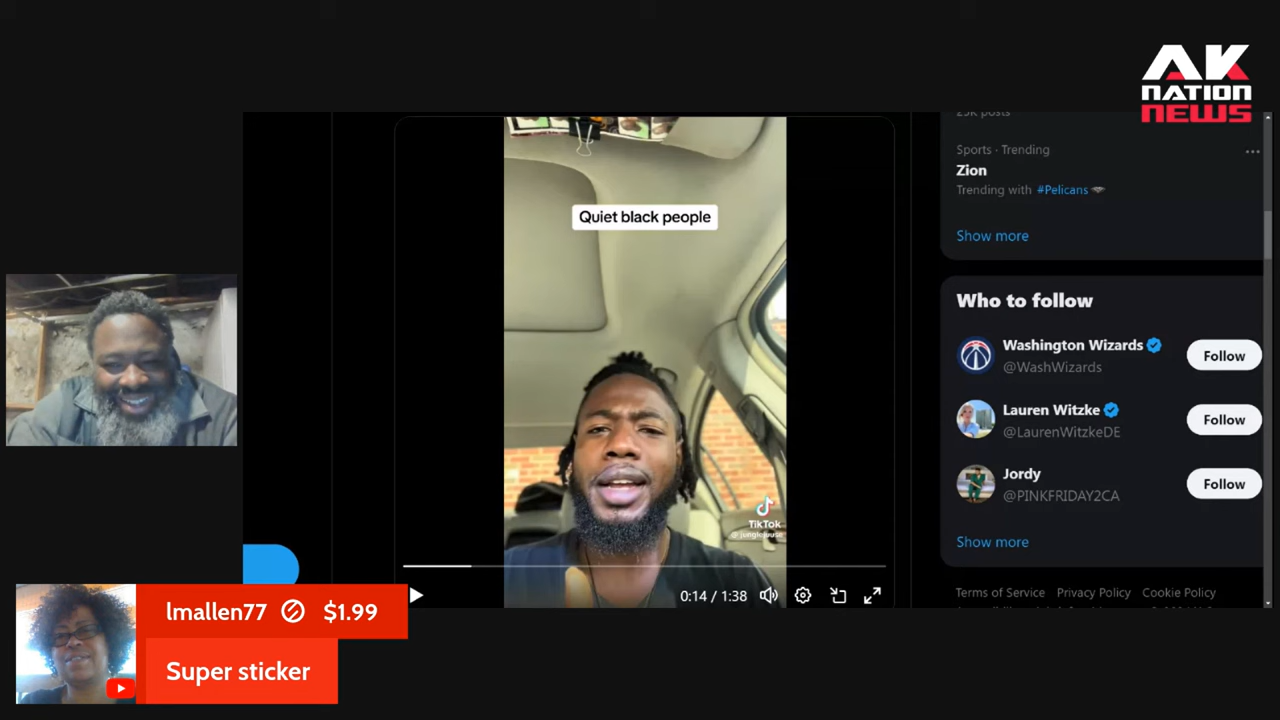 AK
NATION
NEWS
25K posts
Sports · Trending
Zion
Trending with #Pelicans
Show more
Quiet black people
Who to follow
Washington Wizards
@WashWizards
Follow
Lauren Witzke
@LaurenWitzkeDE
Follow
Jordy
@PINKFRIDAY2CA
Follow
Show more
TikTok
0:14 / 1:38
Terms of Service Privacy Policy Cookie Policy
lmallen77 $1.99
Super sticker